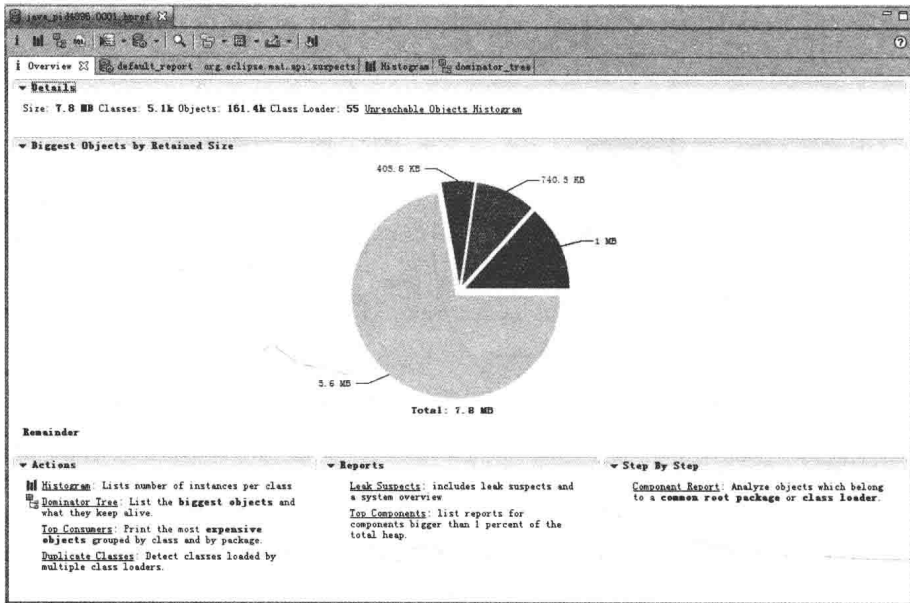 java_pid4396.0001.hprof
Overview default_report org.eclipse.mat.api:suspects Histogram dominator_tree
Details
Size: 7.8 MB Classes: 5.1k Objects: 161.4k Class Loader: 55 Unreachable Objects Histogram
Biggest Objects by Retained Size
405.6 KB
740.5 KB
1 MB
5.6 MB
Total: 7.8 MB
Remainder
Actions
Histogram: Lists number of instances per class
Dominator Tree: List the biggest objects and
what they keep alive.
Top Consumers: Print the most expensive
objects grouped by class and by package.
Duplicate Classes: Detect classes loaded by
multiple class loaders.
Reports
Leak Suspects: includes leak suspects and
a system overview
Top Components: list reports for
components bigger than 1 percent of the
total heap.
Step By Step
Component Report: Analyze objects which belong
to a common root package or class loader.